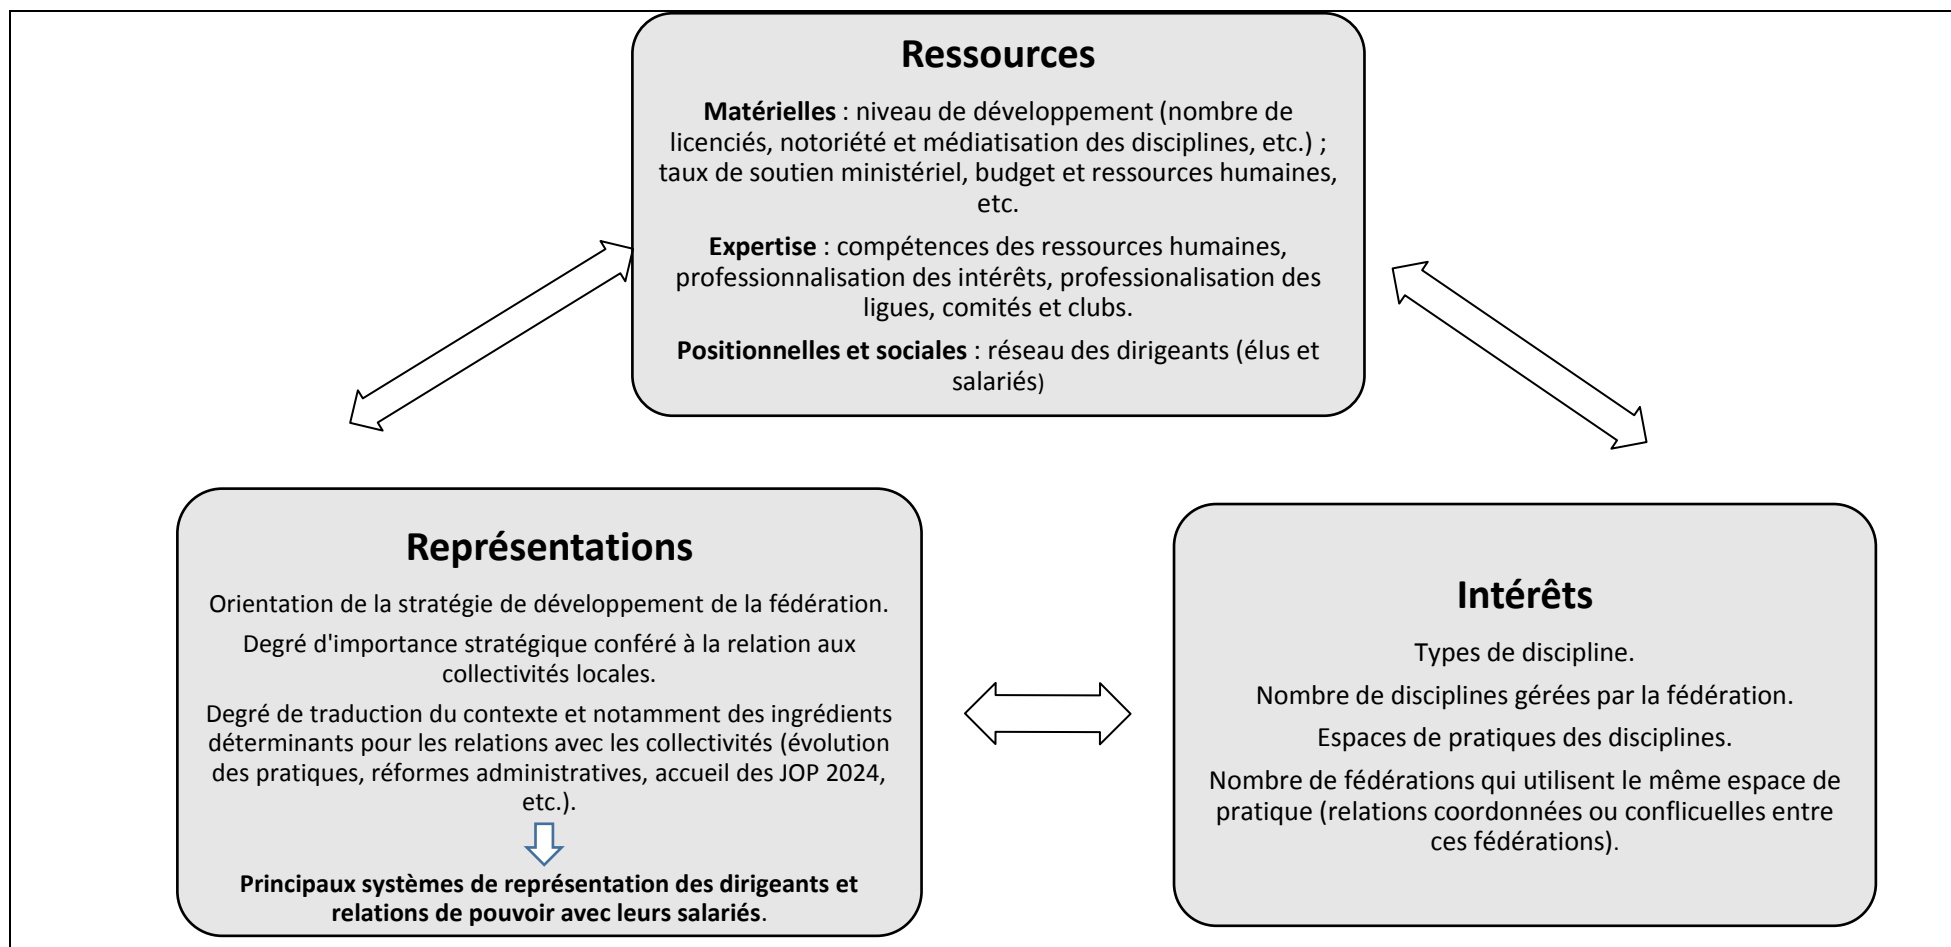 Ressources
Matérielles : niveau de développement (nombre de
licenciés, notoriété et médiatisation des disciplines, etc.) ;
taux de soutien ministériel, budget et ressources humaines,
etc.
Expertise : compétences des ressources humaines,
professionnalisation des intérêts, professionalisation des
ligues, comités et clubs.
Positionnelles et sociales : réseau des dirigeants (élus et
salariés)
Représentations
Orientation de la stratégie de développement de la fédération.
Degré d'importance stratégique conféré à la relation aux
collectivités locales.
Degré de traduction du contexte et notamment des ingrédients
déterminants pour les relations avec les collectivités (évolution
des pratiques, réformes administratives, accueil des JOP 2024,
etc.).
Principaux systèmes de représentation des dirigeants et
relations de pouvoir avec leurs salariés.
Intérêts
Types de discipline.
Nombre de disciplines gérées par la fédération.
Espaces de pratiques des disciplines.
Nombre de fédérations qui utilisent le même espace de
pratique (relations coordonnées ou conflicuelles entre
ces fédérations).